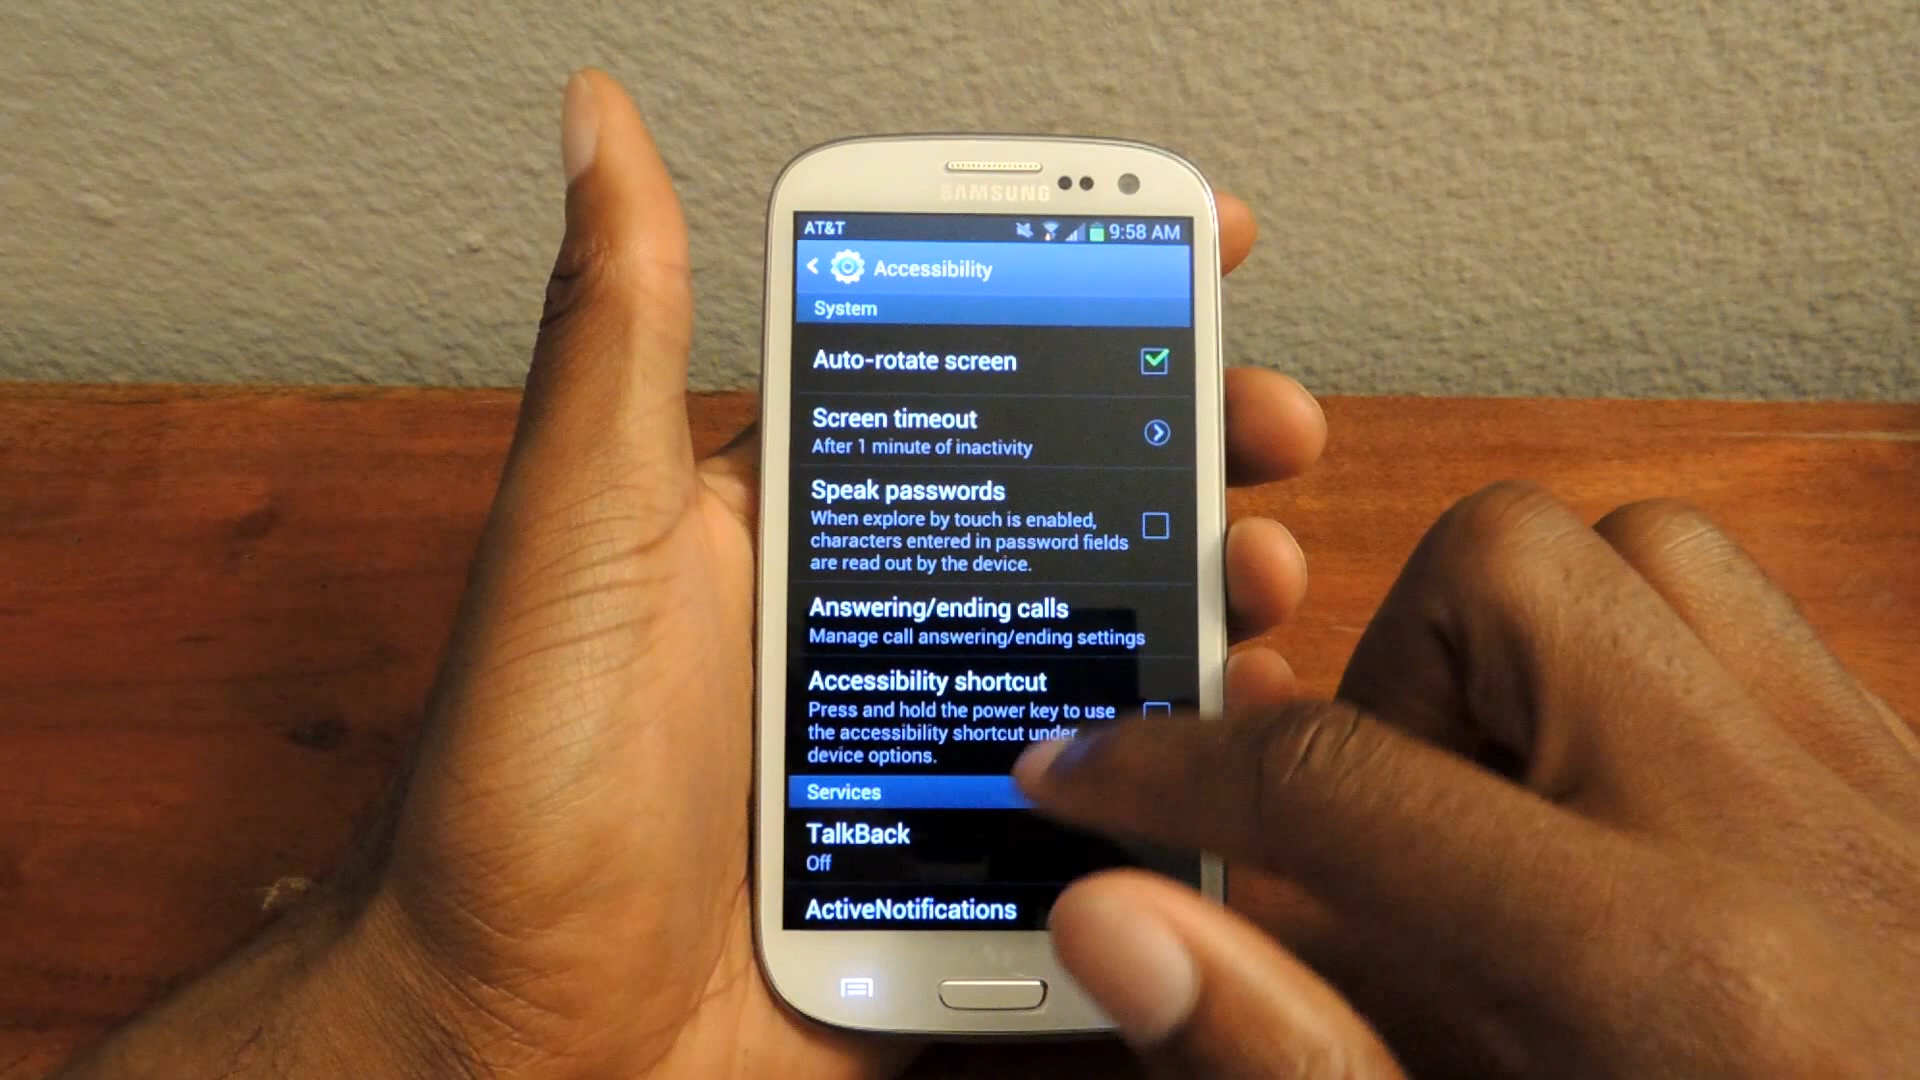 SAMSUNG
AT&T 9:58 AM
Accessibility
System
Auto-rotate screen
Screen timeout
After 1 minute of inactivity
Speak passwords
When explore by touch is enabled,
characters entered in password fields
are read out by the device.
Answering/ending calls
Manage call answering/ending settings
Accessibility shortcut
Press and hold the power key to use
the accessibility shortcut under
device options.
Services
TalkBack
Off
ActiveNotifications